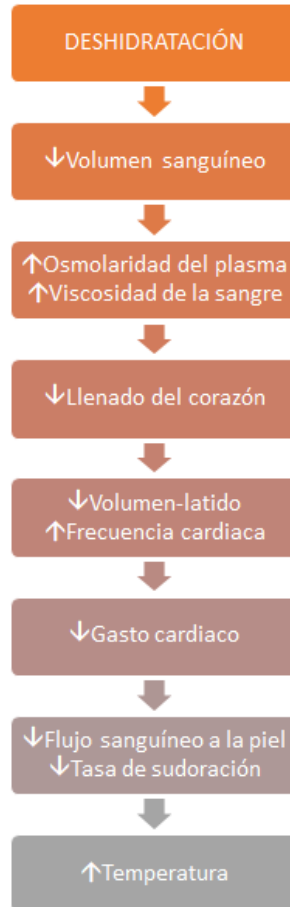 DESHIDRATACIÓN
↓Volumen sanguíneo
↑Osmolaridad del plasma
↑Viscosidad de la sangre
↓Llenado del corazón
↓Volumen-latido
↑Frecuencia cardiaca
↓Gasto cardiaco
↓Flujo sanguíneo a la piel
↓Tasa de sudoración
↑Temperatura